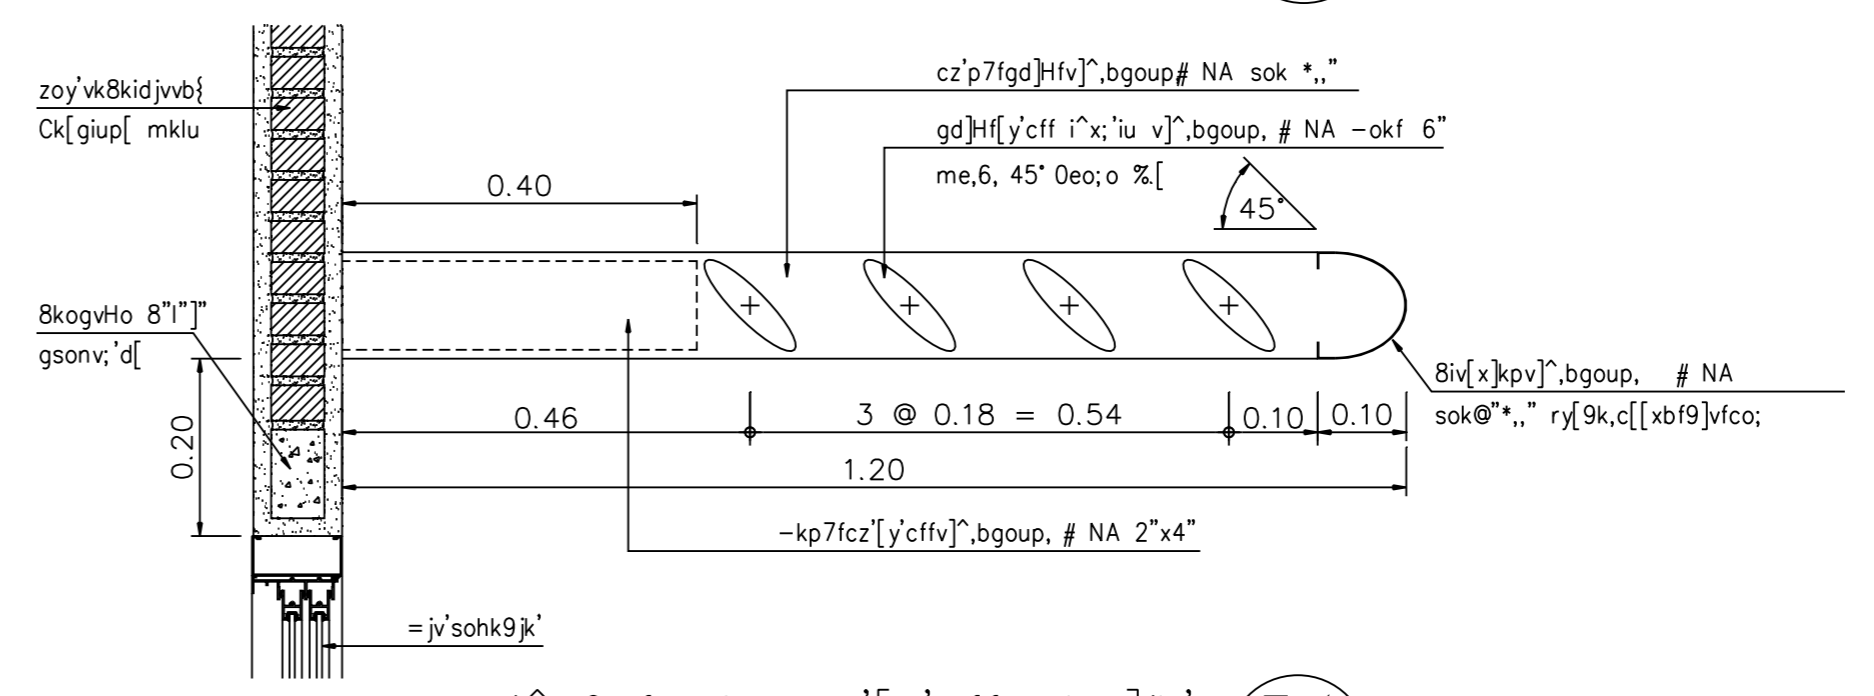 zoy'vk8kidjvvb{
Ck[giup[ mklu
cz'p7fgd]Hfv]^,bgoup# NA sok *,,”
gd]Hf[y'cff i^x;'iu v]^,bgoup, # NA -okf 6”
me,6, 45° 0eo;o %.[
0.40
45°
8kogvHo 8”l”]”
gsonv;'d[
0.20
8iv[x]kpv]^,bgoup, # NA
sok@”*,,” ry[9k,c[[xbf9]vfco;
0.46
3 @ 0.18 = 0.54
0.10
0.10
1.20
-kp7fcz'[y'cffv]^,bgoup, # NA 2”x4”
=jv'sohk9jk'